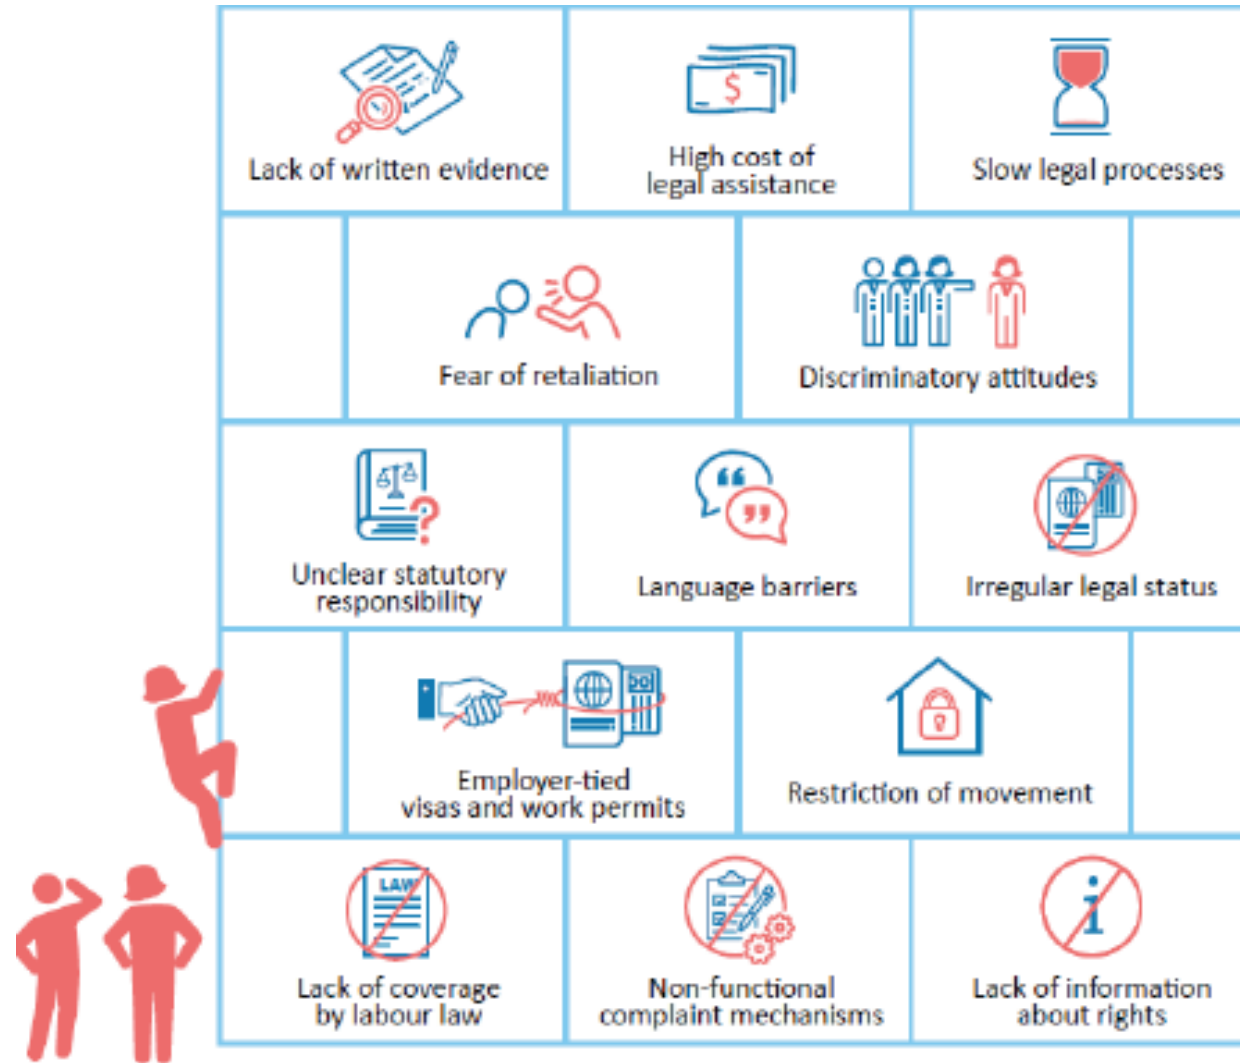 Lack of written evidence
High cost of
legal assistance
Slow legal processes
Fear of retaliation
Discriminatory attitudes
Unclear statutory
responsibility
Language barriers
Irregular legal status
Employer-tied
visas and work permits
Restriction of movement
LAW
Lack of coverage
by labour law
Non-functional
complaint mechanisms
Lack of information
about rights